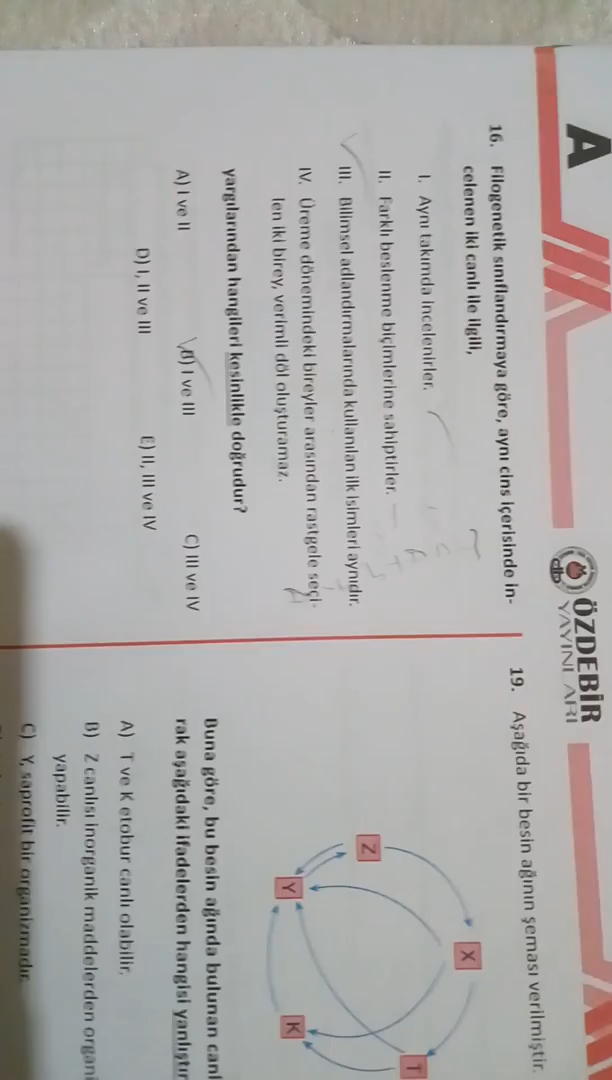 A
ÖZDEBİR
YAYINLARI
16. Filogenetik sınıflandırmaya göre, aynı cins içerisinde in-
celenen iki canlı ile ilgili,
I. Aynı takımda incelenirler.
II. Farklı beslenme biçimlerine sahiptirler.
III. Bilimsel adlandırmalarında kullanılan ilk isimleri aynıdır.
IV. Üreme dönemindeki bireyler arasından rastgele seçi-
len iki birey, verimli döl oluşturamaz.
yargılarından hangileri kesinlikle doğrudur?
A) I ve II B) I ve III C) III ve IV
D) I, II ve III E) II, III ve IV
19. Aşağıda bir besin ağının şeması verilmiştir.
X
Z
T
Y
K
Buna göre, bu besin ağında bulunan
rak aşağıdaki ifadelerden hangisi
A) T ve K etobur canlı olabilir.
B) Z canlısı inorganik maddelerden
yapabilir.
C) Y, saprofit bir organizmadır.